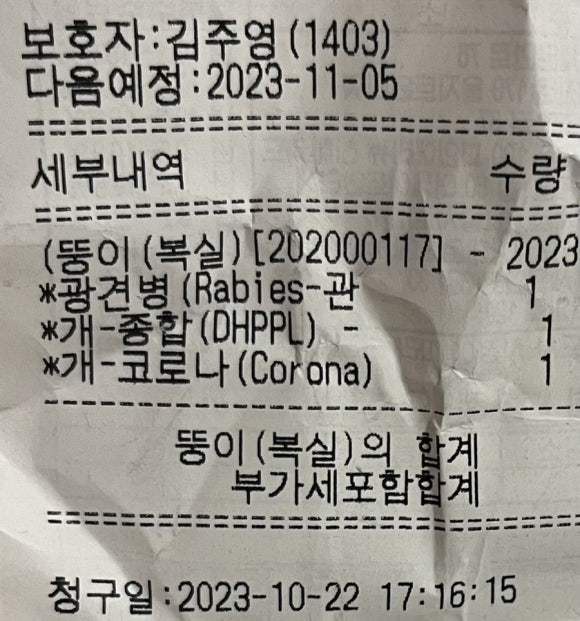 보호자:김주영(1403)
다음예정:2023-11-05
세부내역 수량
(뚱이(복실)[202000117] - 2023
*광견병(Rabies-관 1
*개-종합(DHPPL) - 1
*개-코로나(Corona) 1
뚱이(복실)의 합계
부가세포함합계
청구일:2023-10-22 17:16:15